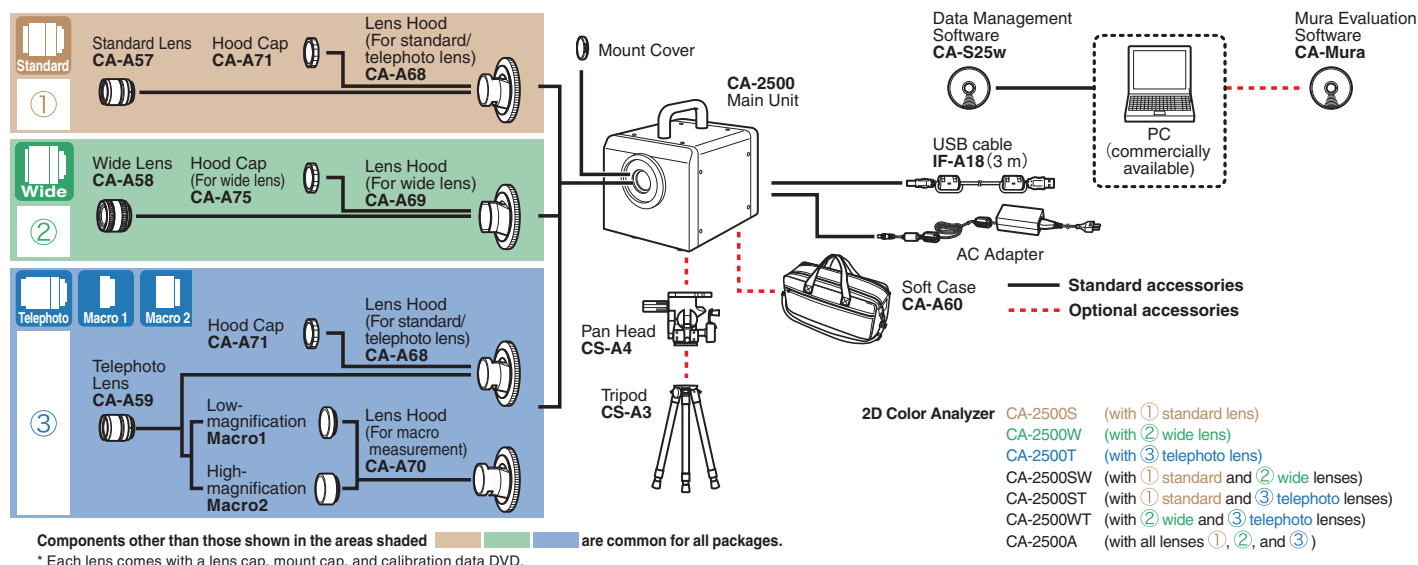 Standard
①
Standard Lens
CA-A57
Hood Cap
CA-A71
Lens Hood
(For standard/
telephoto lens)
CA-A68
Wide
②
Wide Lens
CA-A58
Hood Cap
(For wide lens)
CA-A75
Lens Hood
(For wide lens)
CA-A69
Telephoto
Macro 1
Macro 2
③
Hood Cap
CA-A71
Lens Hood
(For standard/
telephoto lens)
CA-A68
Telephoto
Lens
CA-A59
Low-
magnification
Macro1
High-
magnification
Macro2
Lens Hood
(For macro
measurement)
CA-A70
Mount Cover
CA-2500
Main Unit
Pan Head
CS-A4
Tripod
CS-A3
Data Management
Software
CA-S25w
PC
(commercially
available)
Mura Evaluation
Software
CA-Mura
USB cable
IF-A18 (3 m)
AC Adapter
Soft Case
CA-A60
Standard accessories
Optional accessories
2D Color Analyzer CA-2500S (with ① standard lens)
CA-2500W (with ② wide lens)
CA-2500T (with ③ telephoto lens)
CA-2500SW (with ① standard and ② wide lenses)
CA-2500ST (with ① standard and ③ telephoto lenses)
CA-2500WT (with ② wide and ③ telephoto lenses)
CA-2500A (with all lenses ①, ②, and ③ )
Components other than those shown in the areas shaded are common for all packages.
* Each lens comes with a lens cap, mount cap, and calibration data DVD.